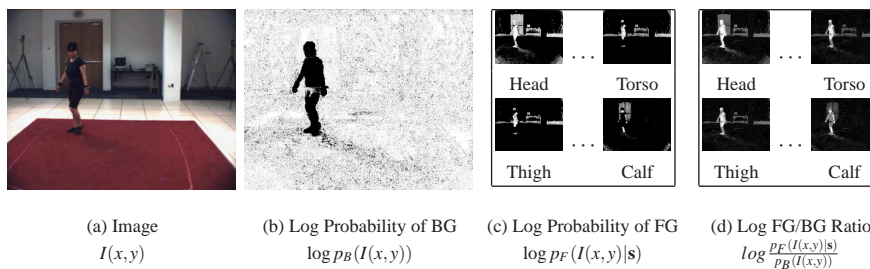 Head ... Torso
Thigh ... Calf
Head ... Torso
Thigh ... Calf
(a) Image
I(x,y)
(b) Log Probability of BG
log p_B(I(x,y))
(c) Log Probability of FG
log p_F(I(x,y)|s)
(d) Log FG/BG Ratio
log p_F(I(x,y)|s) / p_B(I(x,y))